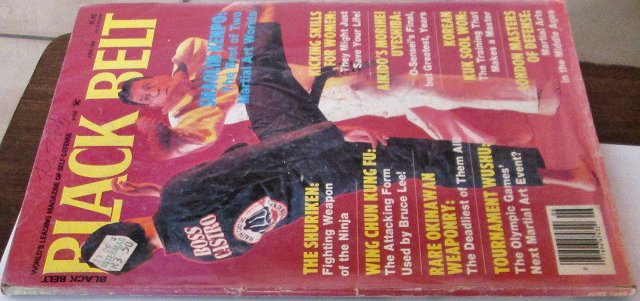 WORLD'S LEADING MAGAZINE OF SELF-DEFENSE
BLACK BELT
SHAOLIN KEMPO:
The Best of Two
Martial Art Worlds
KICKING SKILLS
FOR WOMEN:
They Might Just
Save Your Life!
AIKIDO'S MORIHEI
UYESHIBA:
O-Sensei's Final,
but Greatest, Years
KOREAN
KUK SOOL WON:
The Training That
Makes a Master
LONDON MASTERS
OF DEFENSE:
Martial Arts
in the Middle Ages
ROSS
CISTRO
THE SHURIKEN:
Fighting Weapon
of the Ninja
WING CHUN KUNG FU:
The Attacking Form
Used by Bruce Lee!
RARE OKINAWAN
WEAPONRY:
The Deadliest of Them All
TOURNAMENT WUSHU:
The Olympic Games'
Next Martial Art Event?
BLACK BELT